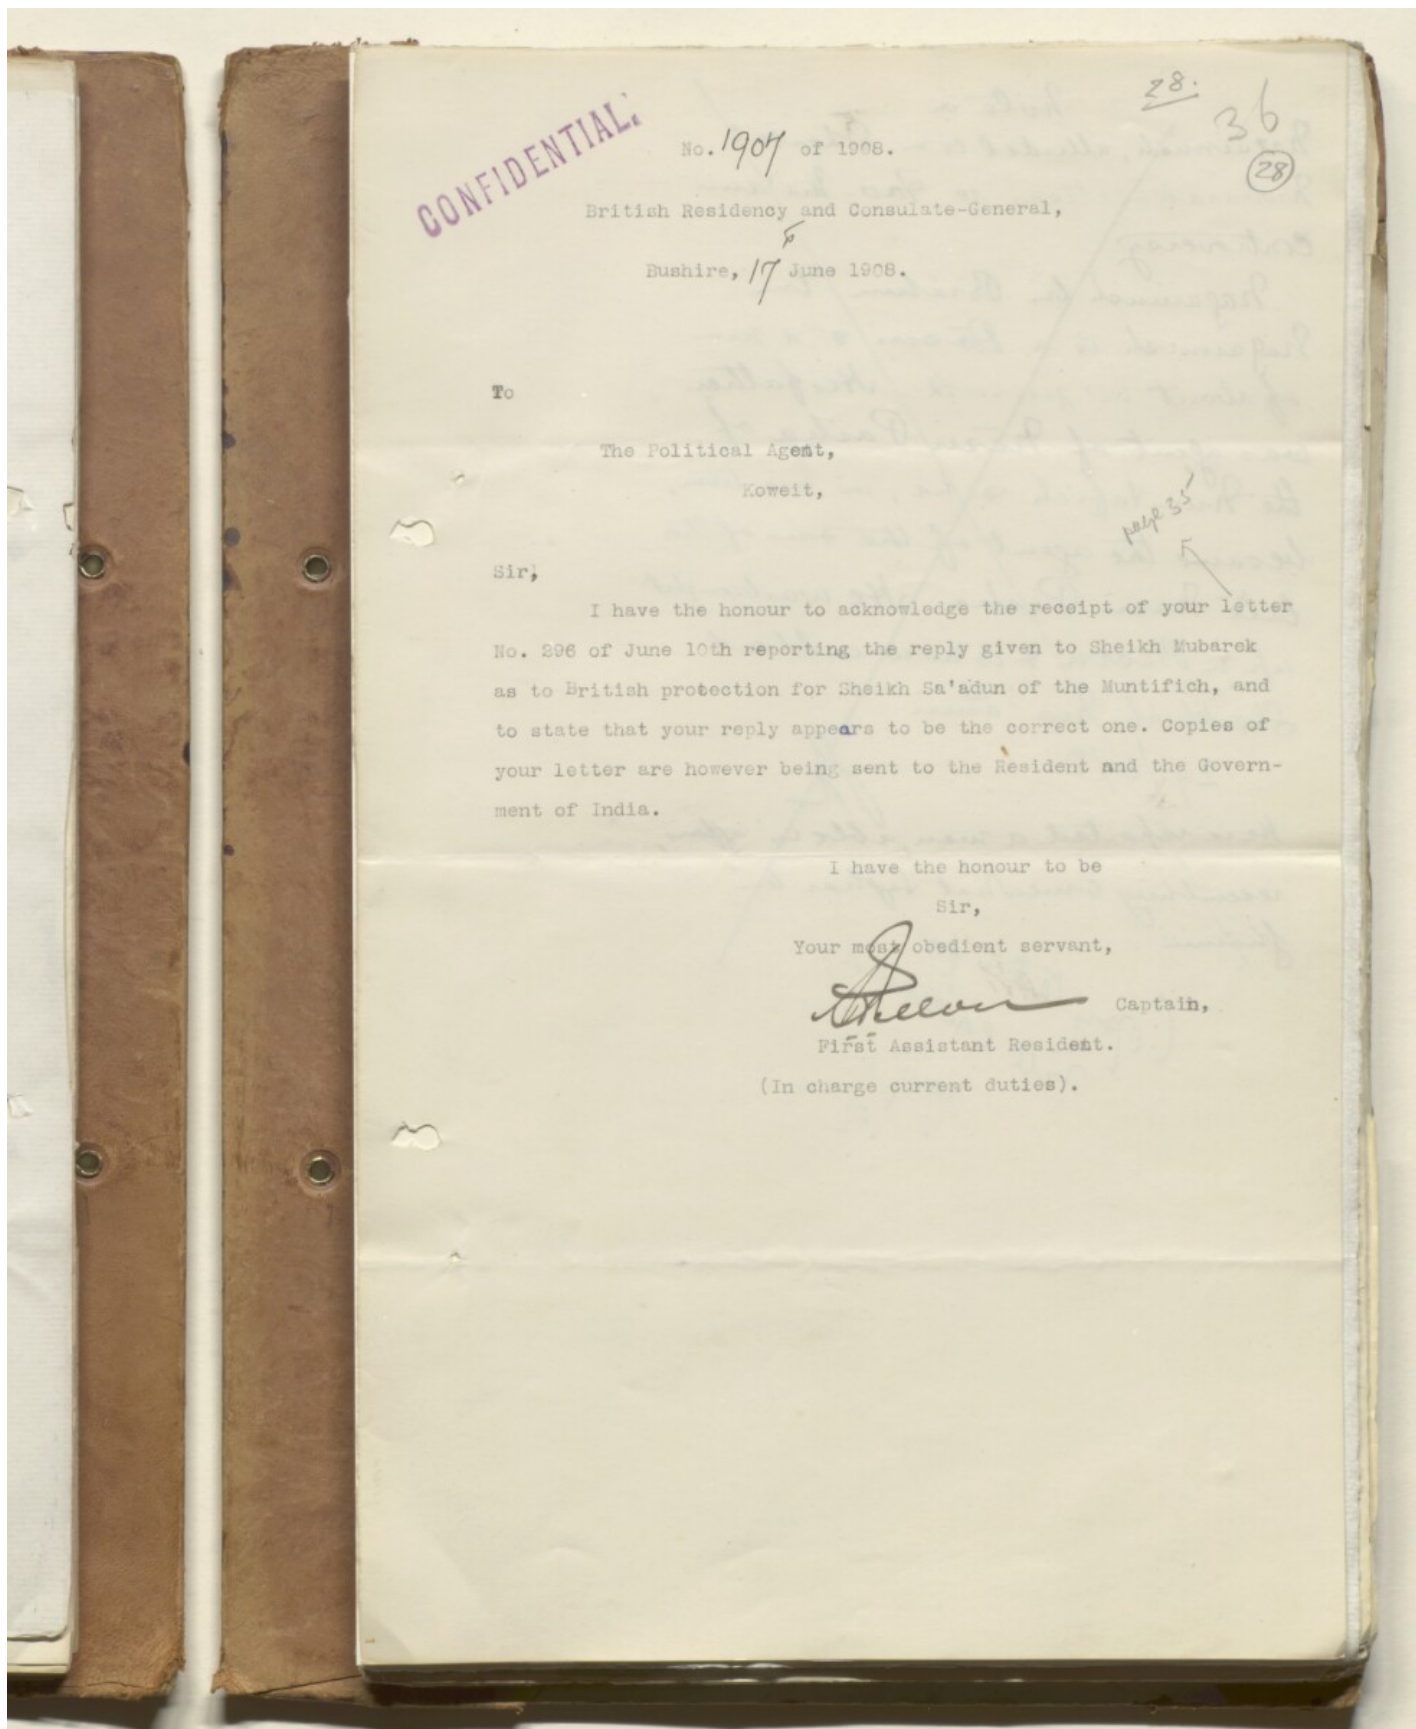 28.
36
28
CONFIDENTIAL.
No. 1907 of 1908.
British Residency and Consulate-General,
Bushire, 17 June 1908.
To
The Political Agent,
Koweit,
page 35
Sir,
I have the honour to acknowledge the receipt of your letter
No. 296 of June 10th reporting the reply given to Sheikh Mubarek
as to British protection for Sheikh Sa'adun of the Muntifich, and
to state that your reply appears to be the correct one. Copies of
your letter are however being sent to the Resident and the Govern-
ment of India.
I have the honour to be
Sir,
Your most obedient servant,
Captain,
First Assistant Resident.
(In charge current duties).